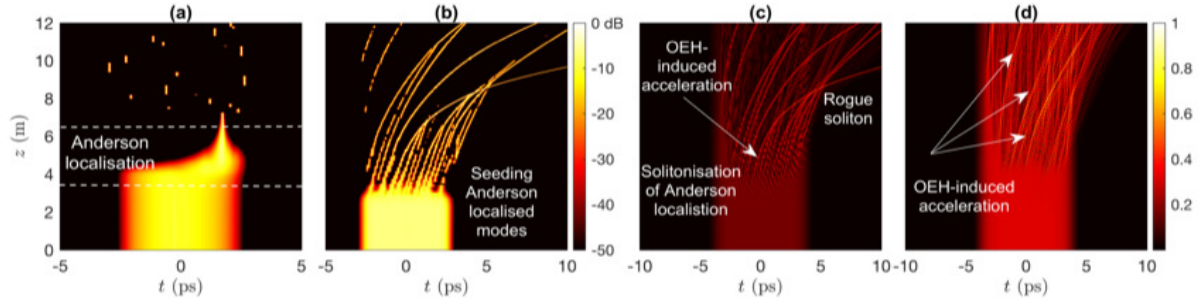 (a)
(b)
(c)
(d)
12
10
8
6
4
2
0
z (m)
Anderson
localisation
-5
0
5
t (ps)
Seeding
Anderson
localised
modes
-5
0
5
10
t (ps)
0 dB
-10
-20
-30
-40
-50
OEH-
induced
acceleration
Rogue
soliton
Solitonisation
of Anderson
localistion
-10
-5
0
5
10
t (ps)
OEH-induced
acceleration
-10
-5
0
5
10
t (ps)
1
0.8
0.6
0.4
0.2